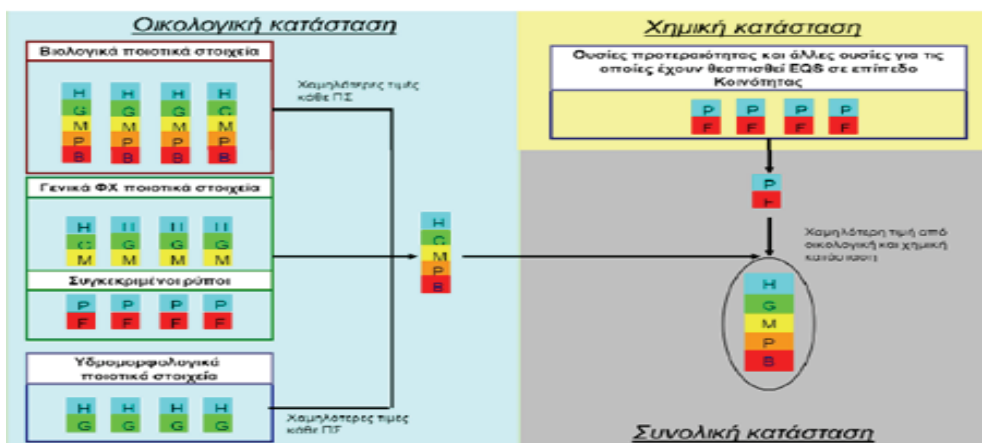 Οικολογική κατάσταση
Βιολογικά ποιοτικά στοιχεία
H H H H
G G G G
M M M M
P P P P
B B B B
Χαμηλότερες τιμές
κάθε ΠΣ
Γενικά ΦΧ ποιοτικά στοιχεία
H H H H
G G G G
M M M M
Συγκεκριμένοι ρύποι
P P P P
F F F F
Υδρομορφολογικά
ποιοτικά στοιχεία
H H H H
G G G G
Χαμηλότερες τιμες
κάθε ΠΣ
H
G
M
P
B
Χημική κατάσταση
Ουσίες προτεραιότητας και άλλες ουσίες για τις
οποίες έχουν θεσπισθεί EQS σε επίπεδο
Κοινότητας
P P P P
F F F F
P
F
Χαμηλότερη τιμή από
οικολογική και χημική
κατάσταση
H
G
M
P
B
Συνολική κατάσταση